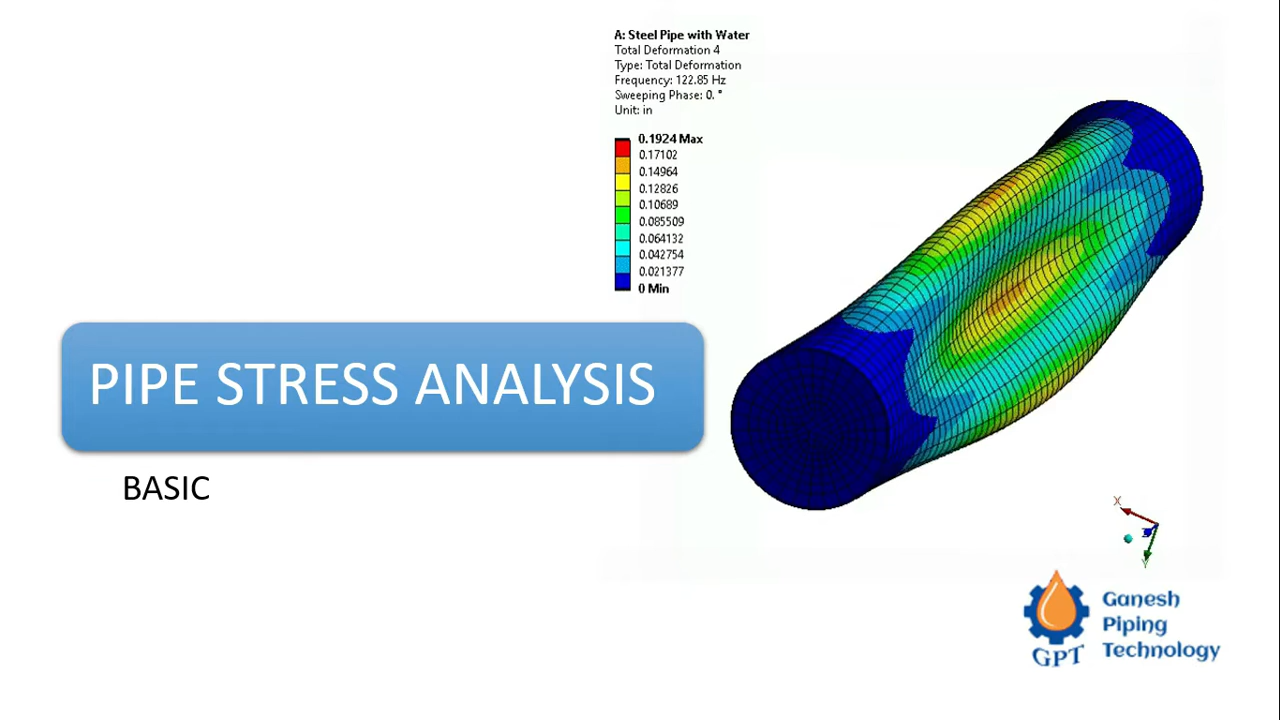 A: Steel Pipe with Water
Total Deformation 4
Type: Total Deformation
Frequency: 122.85 Hz
Sweeping Phase: 0. °
Unit: in
0.1924 Max
0.17102
0.14964
0.12826
0.10689
0.085509
0.064132
0.042754
0.021377
0 Min
PIPE STRESS ANALYSIS
BASIC
X
Z
Y
GPT
Ganesh
Piping
Technology